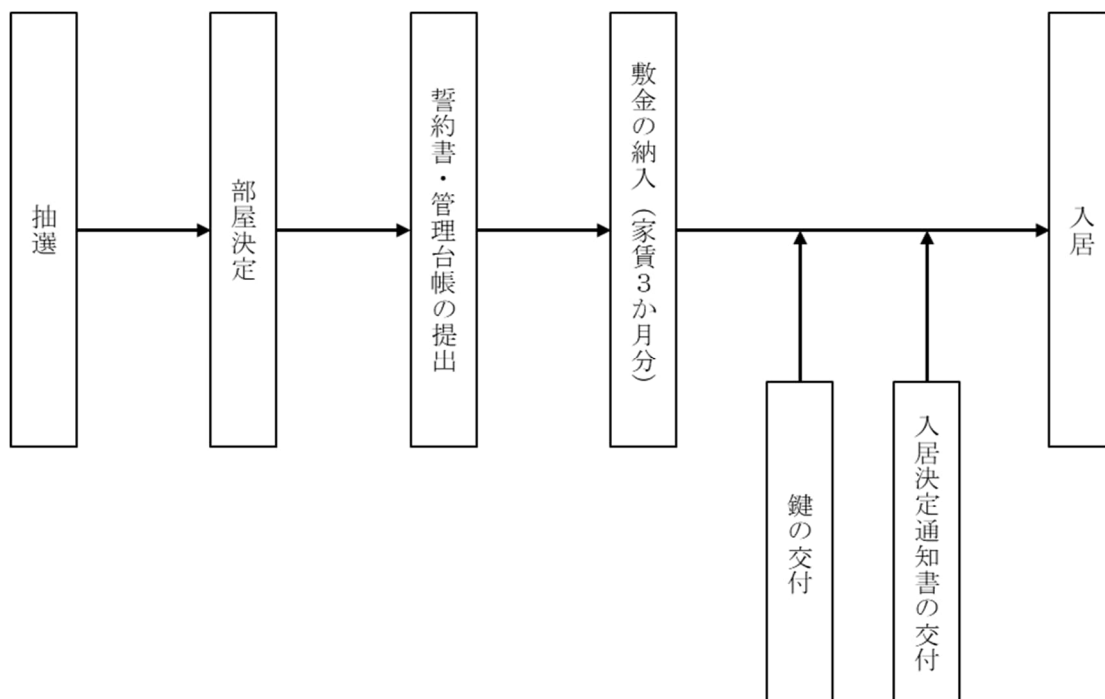 抽選
部屋決定
誓約書・管理台帳の提出
敷金の納入（家賃３か月分）
鍵の交付
入居決定通知書の交付
入居